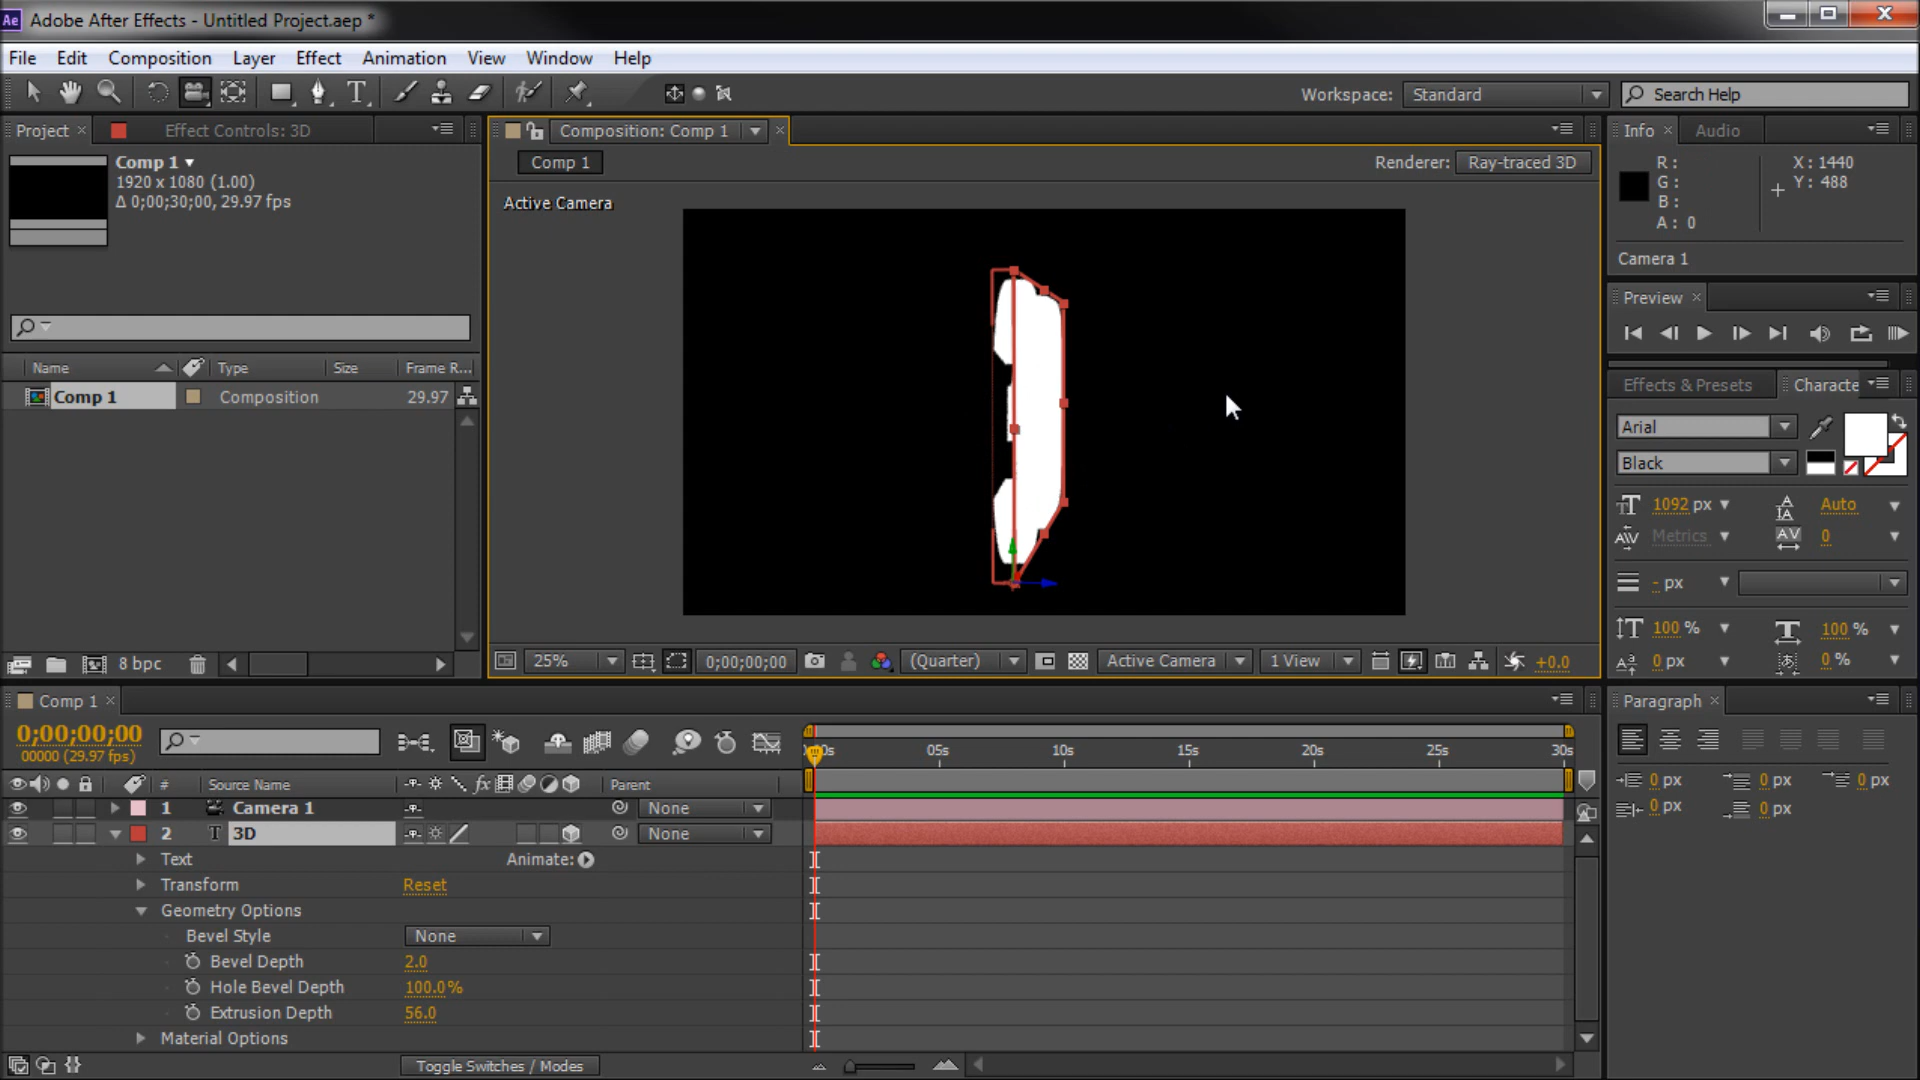 Ae Adobe After Effects - Untitled Project.aep *
File Edit Composition Layer Effect Animation View Window Help
T Workspace: Standard Search Help
Project × Effect Controls: 3D
Comp 1
1920 x 1080 (1.00)
Δ 0;00;30;00, 29.97 fps
Name Type Size Frame R...
Comp 1 Composition 29.97
8 bpc
Composition: Comp 1 ×
Comp 1 Renderer: Ray-traced 3D
Active Camera
25% 0;00;00;00 (Quarter) Active Camera 1 View +0.0
Info × Audio
R :
G :
B :
A : 0
X : 1440
Y : 488
Camera 1
Preview ×
Effects & Presets Characte
Arial
Black
1092 px Auto
Metrics 0
- px
100 % 100 %
0 px 0 %
Comp 1 ×
0;00;00;00
00000 (29.97 fps)
05s 10s 15s 20s 25s 30s
# Source Name fx Parent
1 Camera 1 None
2 T 3D None
Text Animate:
Transform Reset
Geometry Options
Bevel Style None
Bevel Depth 2.0
Hole Bevel Depth 100.0%
Extrusion Depth 56.0
Material Options
Toggle Switches / Modes
Paragraph ×
0 px 0 px 0 px
0 px 0 px